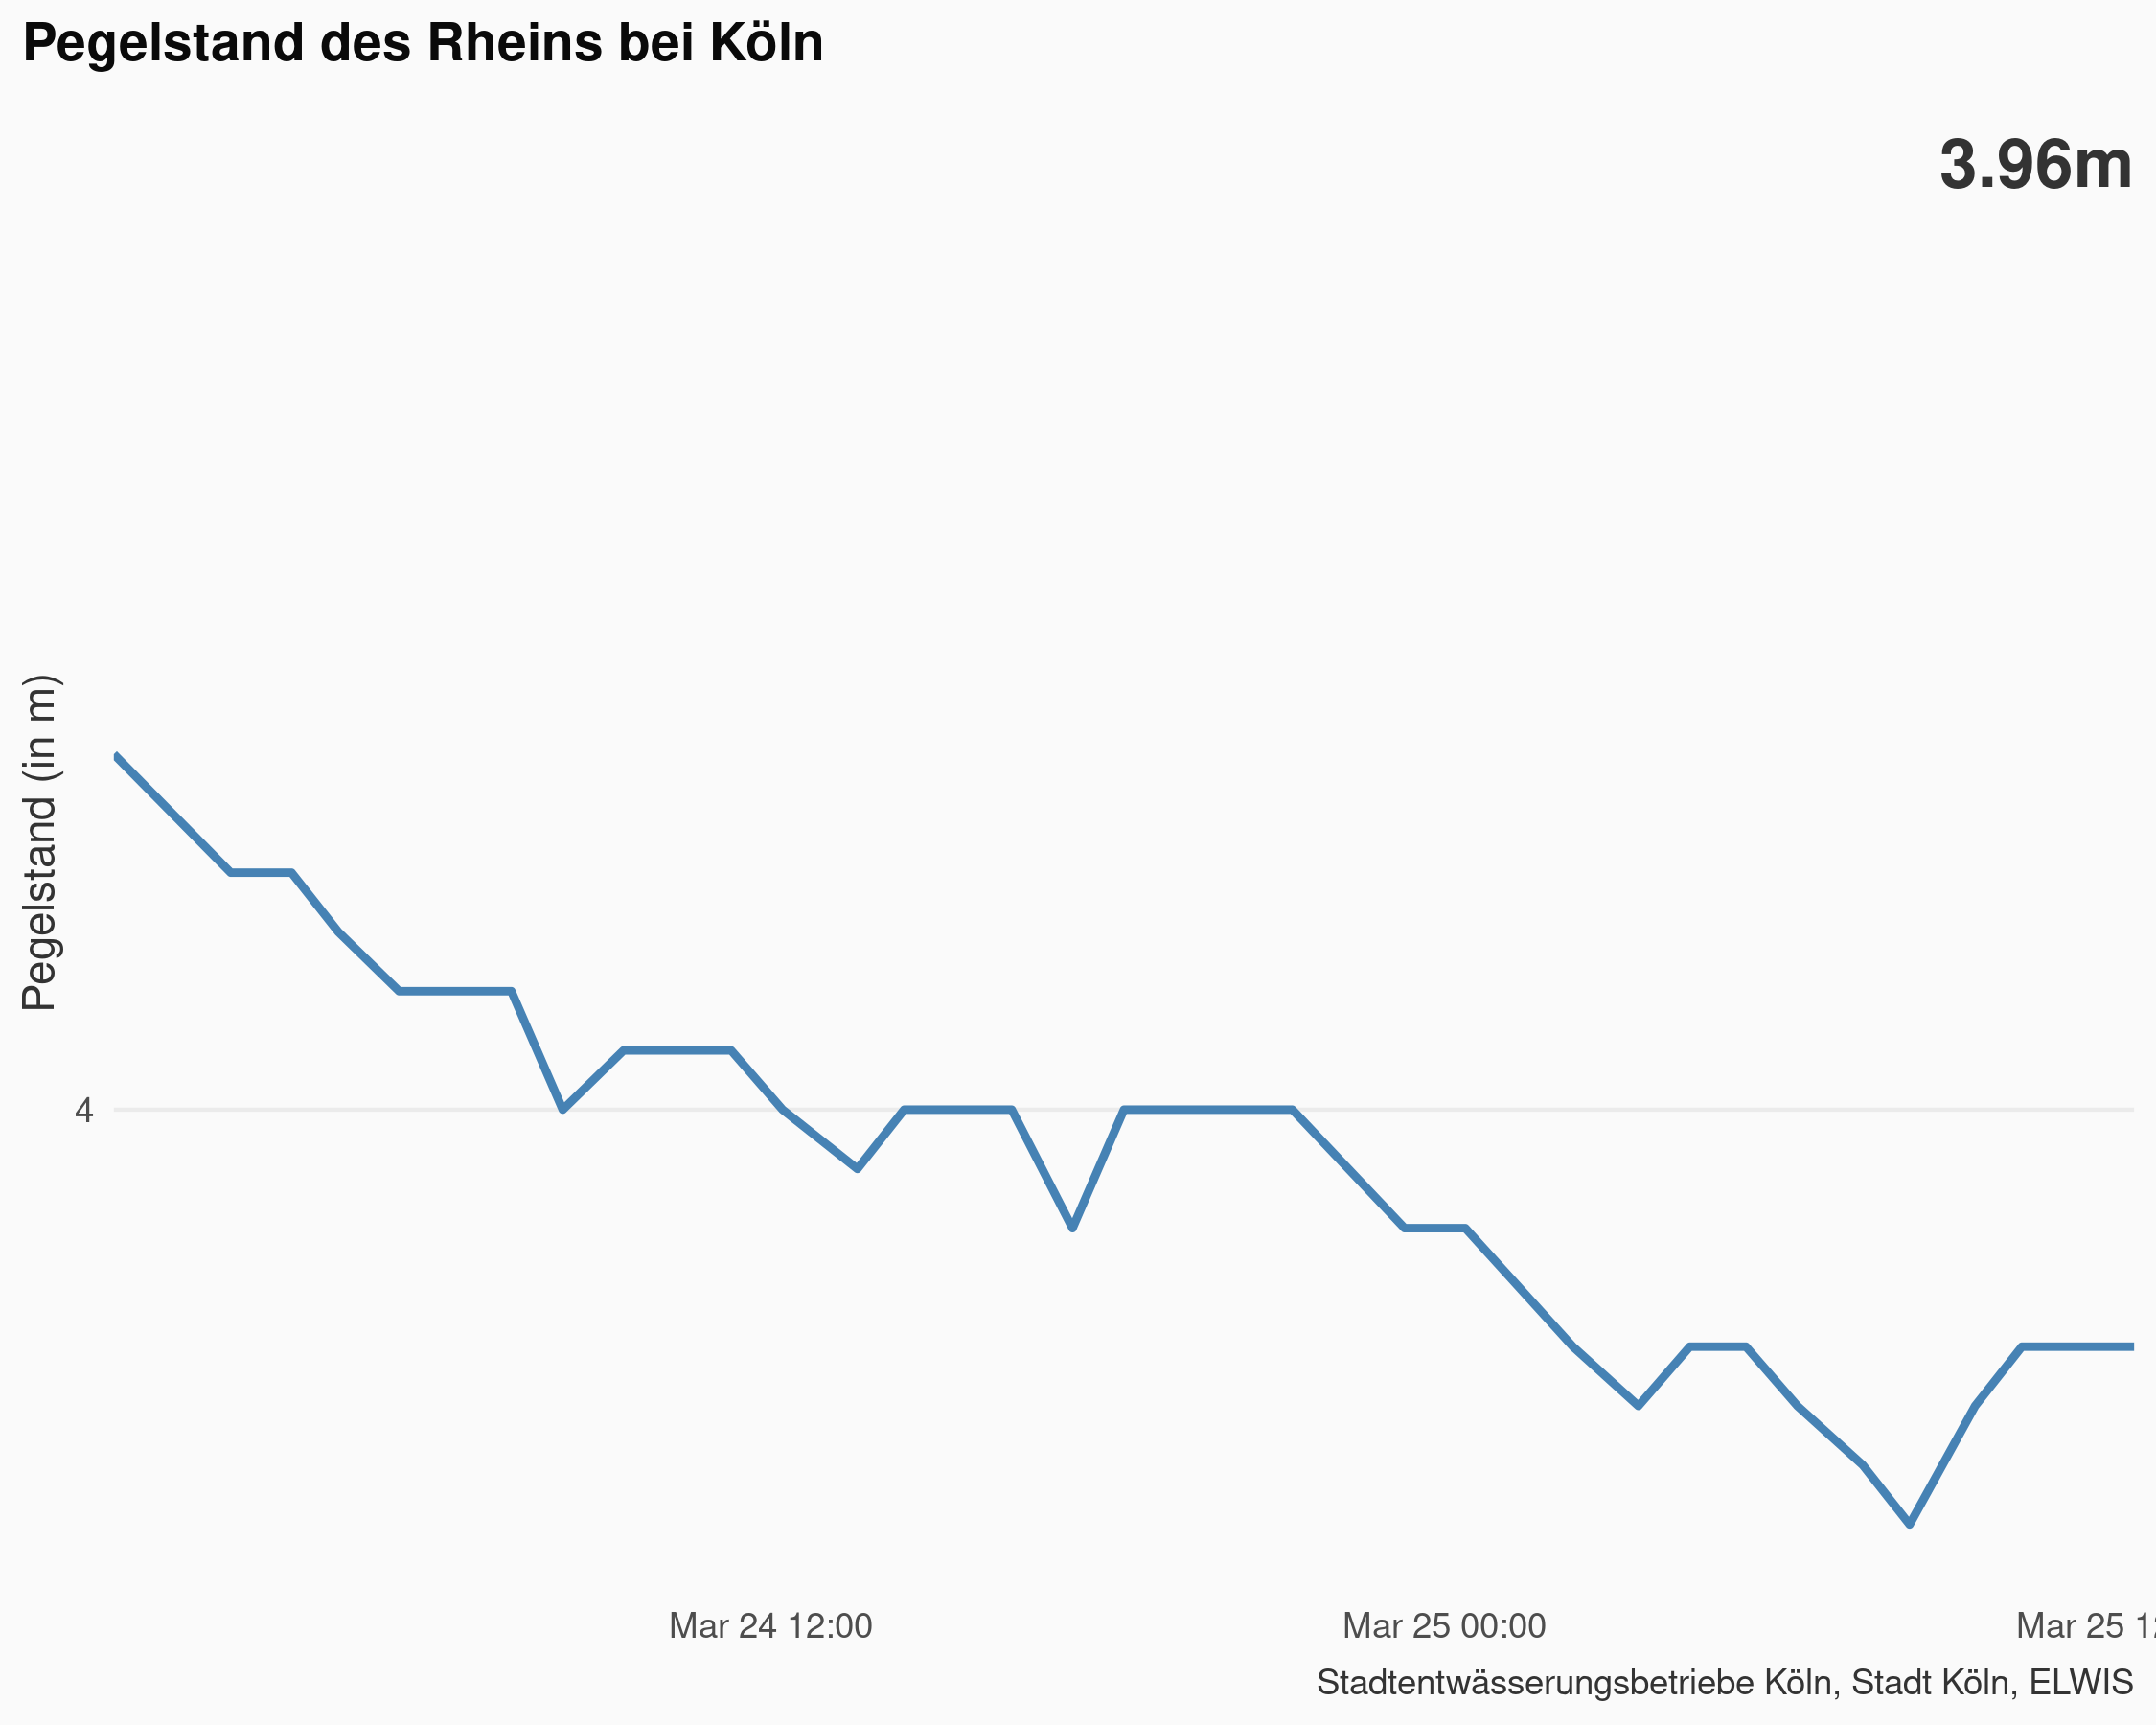 Pegelstand des Rheins bei Köln
3.96m
Pegelstand (in m)
4
Mar 24 12:00
Mar 25 00:00
Mar 25 1
Stadtentwässerungsbetriebe Köln, Stadt Köln, ELWIS